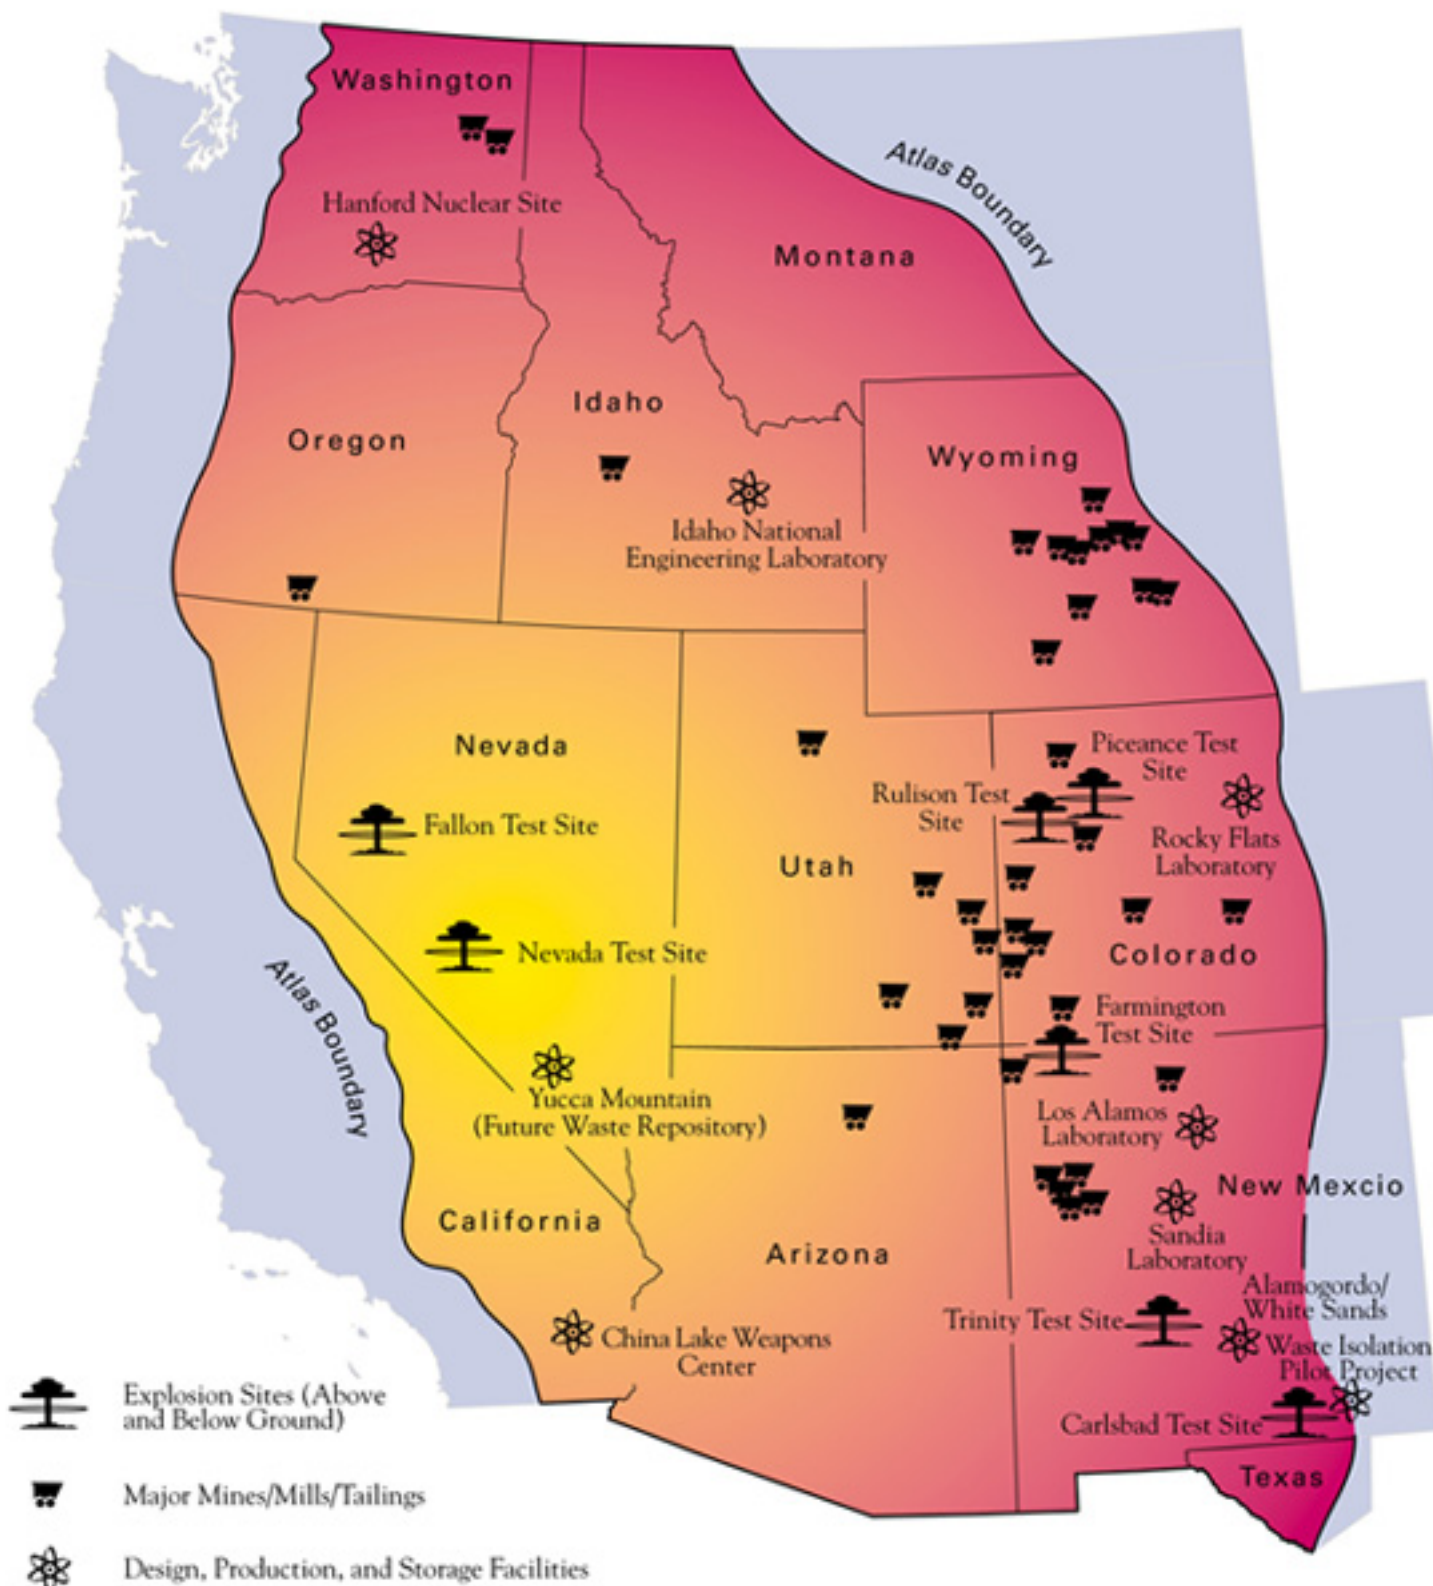 Washington
Atlas Boundary
Hanford Nuclear Site
Montana
Idaho
Oregon
Wyoming
Idaho National
Engineering Laboratory
Nevada
Piceance Test
Site
Rulison Test
Site
Fallon Test Site
Rocky Flats
Laboratory
Utah
Nevada Test Site
Colorado
Atlas Boundary
Farmington
Test Site
Yucca Mountain
(Future Waste Repository)
Los Alamos
Laboratory
New Mexcio
California
Sandia
Laboratory
Arizona
Alamogordo/
White Sands
Trinity Test Site
China Lake Weapons
Center
Waste Isolation
Pilot Project
Explosion Sites (Above
and Below Ground)
Carlsbad Test Site
Texas
Major Mines/Mills/Tailings
Design, Production, and Storage Facilities